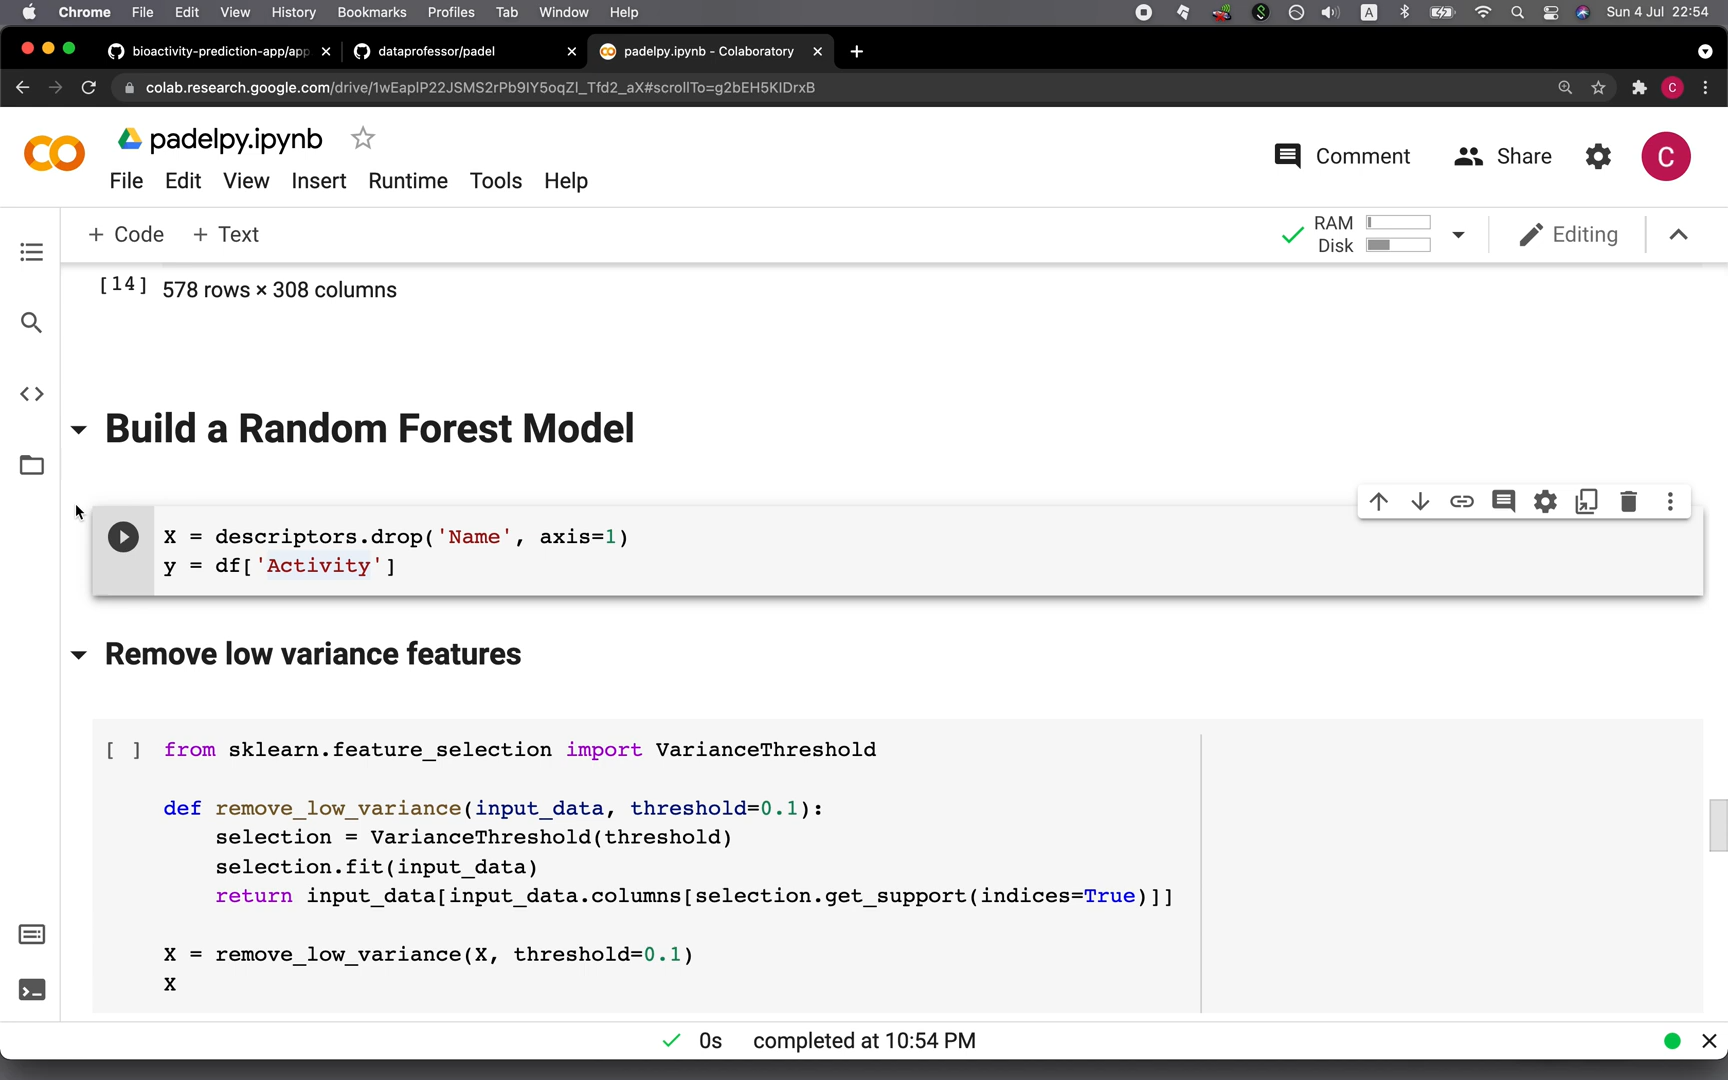 Chrome File Edit View History Bookmarks Profiles Tab Window Help A Sun 4 Jul 22:54
bioactivity-prediction-app/app dataprofessor/padel padelpy.ipynb - Colaboratory
colab.research.google.com/drive/1wEaplP22JSMS2rPb9IY5oqZl_Tfd2_aX#scrollTo=g2bEH5KIDrxB C
padelpy.ipynb
Comment Share C
File Edit View Insert Runtime Tools Help
+ Code + Text RAM Disk Editing
[14] 578 rows × 308 columns
Build a Random Forest Model
X = descriptors.drop('Name', axis=1)
y = df['Activity']
Remove low variance features
[ ] from sklearn.feature_selection import VarianceThreshold
def remove_low_variance(input_data, threshold=0.1):
selection = VarianceThreshold(threshold)
selection.fit(input_data)
return input_data[input_data.columns[selection.get_support(indices=True)]]
X = remove_low_variance(X, threshold=0.1)
X
0s completed at 10:54 PM